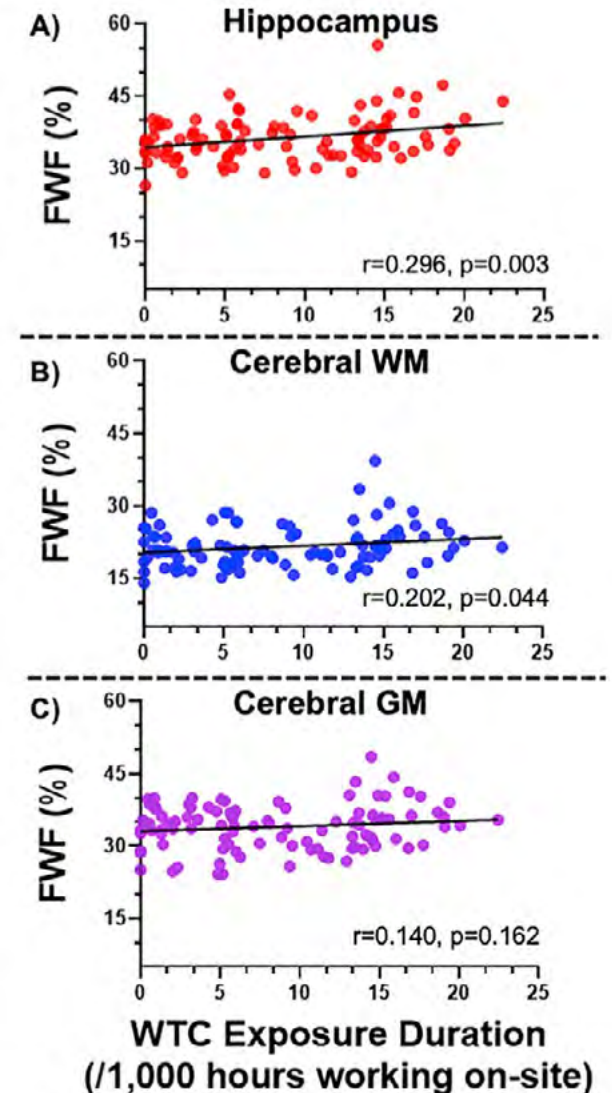 A)
Hippocampus
60
45
30
15
FWF (%)
r=0.296, p=0.003
0 5 10 15 20 25
B)
Cerebral WM
60
45
30
15
FWF (%)
r=0.202, p=0.044
0 5 10 15 20 25
C)
Cerebral GM
60
45
30
15
FWF (%)
r=0.140, p=0.162
0 5 10 15 20 25
WTC Exposure Duration
(/1,000 hours working on-site)